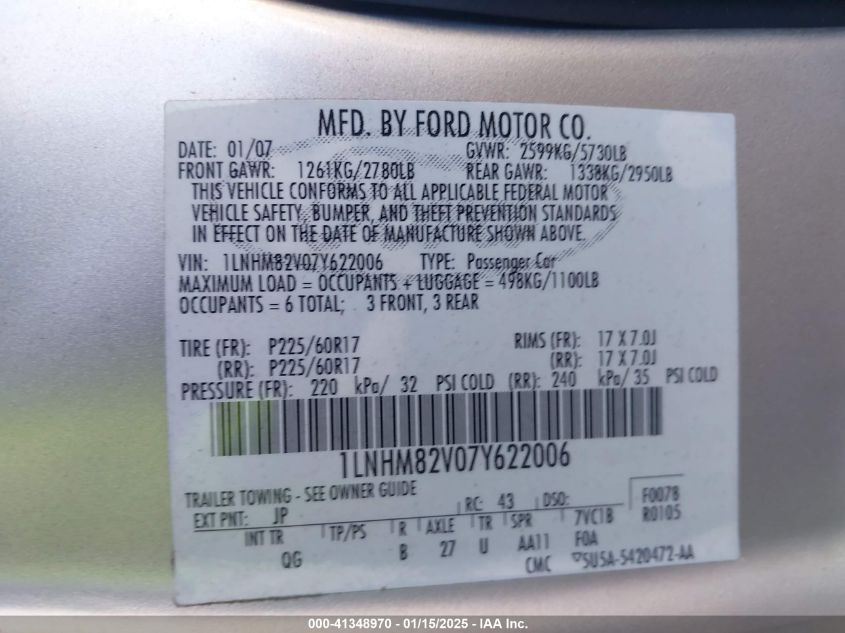 MFD. BY FORD MOTOR CO.
DATE: 01/07 GVWR: 2599KG/5730LB
FRONT GAWR: 1261KG/2780LB REAR GAWR: 1338KG/2950LB
THIS VEHICLE CONFORMS TO ALL APPLICABLE FEDERAL MOTOR
VEHICLE SAFETY, BUMPER, AND THEFT PREVENTION STANDARDS
IN EFFECT ON THE DATE OF MANUFACTURE SHOWN ABOVE.
VIN: 1LNHM82V07Y622006 TYPE: Passenger Car
MAXIMUM LOAD = OCCUPANTS + LUGGAGE = 498KG/1100LB
OCCUPANTS = 6 TOTAL; 3 FRONT, 3 REAR
TIRE (FR): P225/60R17 RIMS (FR): 17 X 7.0J
(RR): P225/60R17 (RR): 17 X 7.0J
PRESSURE (FR): 220 kPa/ 32 PSI COLD (RR): 240 kPa/ 35 PSI COLD
1LNHM82V07Y622006
TRAILER TOWING - SEE OWNER GUIDE
EXT PNT: JP RC: 43 DSO: F0078
R0105
INT TR TP/PS R AXLE TR SPR 7VC1B
QG B 27 U AA11 F0A
CMC 5U5A-5420472-AA
000-41348970 - 01/15/2025 - IAA Inc.